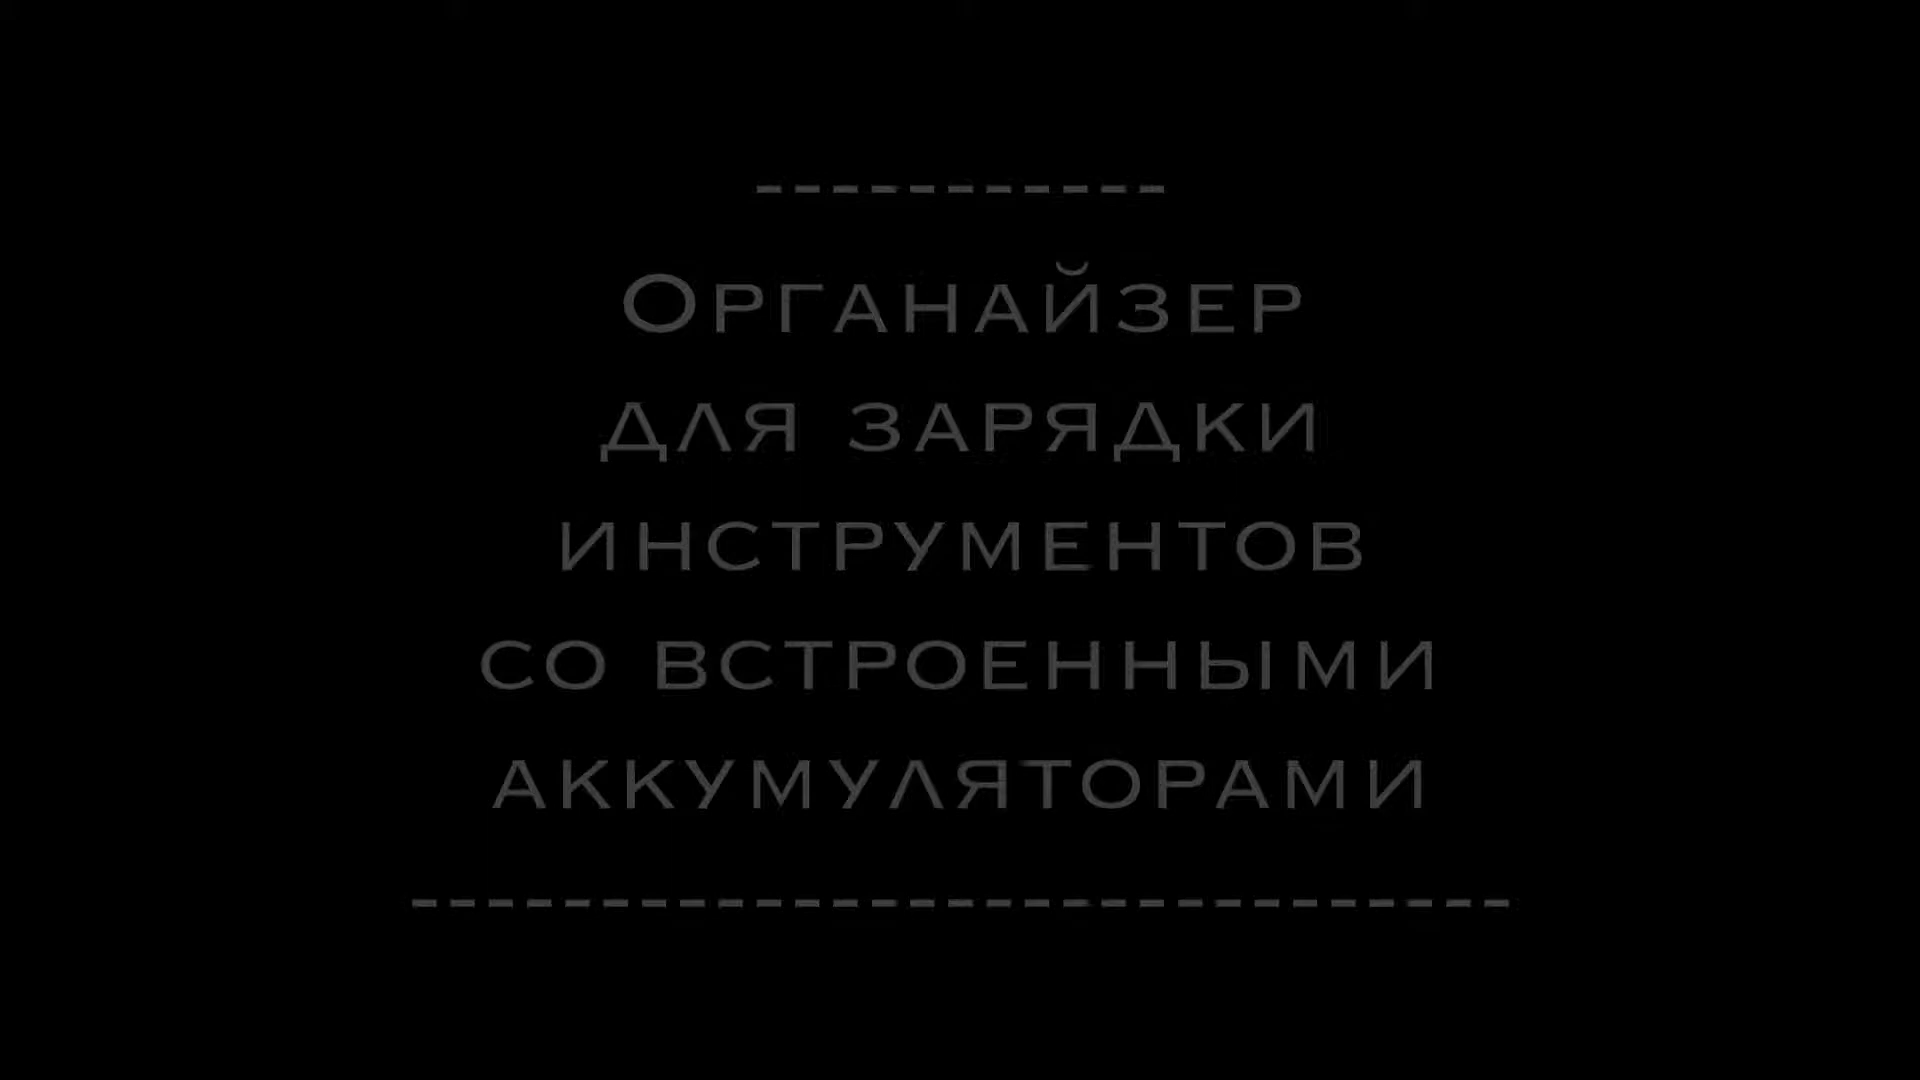 -----------
Органайзер
для зарядки
инструментов
со встроенными
аккумуляторами
-----------------------------